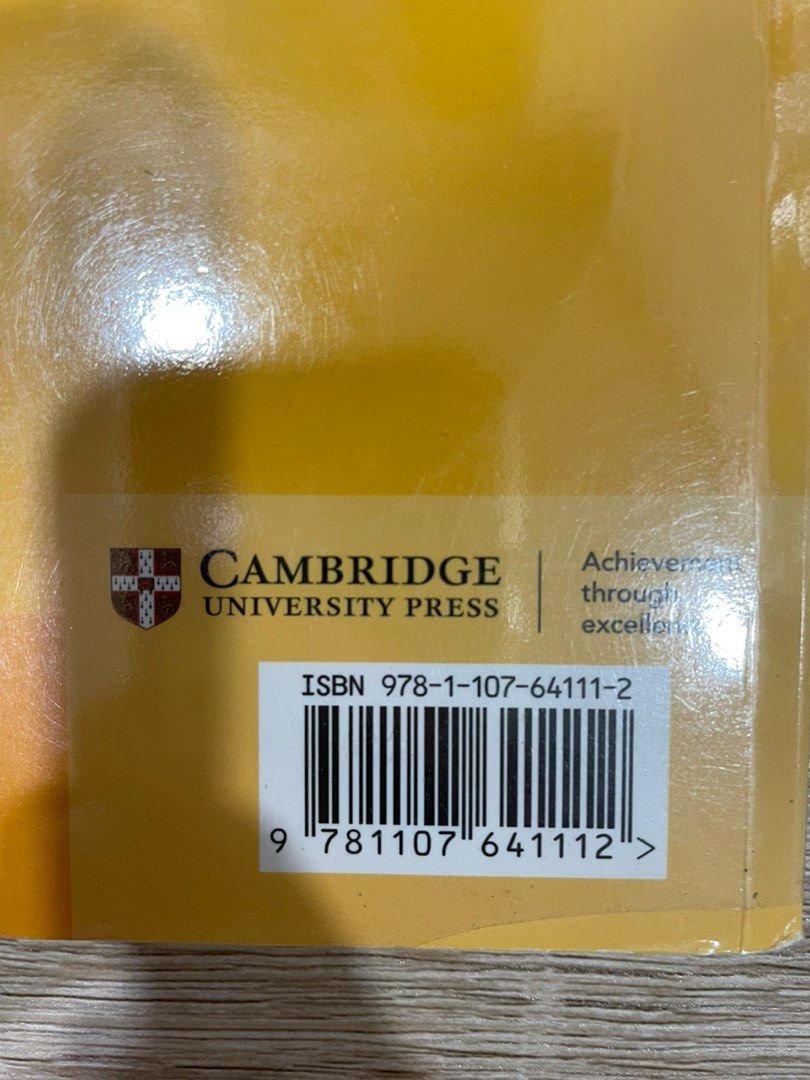 CAMBRIDGE
UNIVERSITY PRESS
Achievement
through
excellence
ISBN 978-1-107-64111-2
9 781107 641112 >